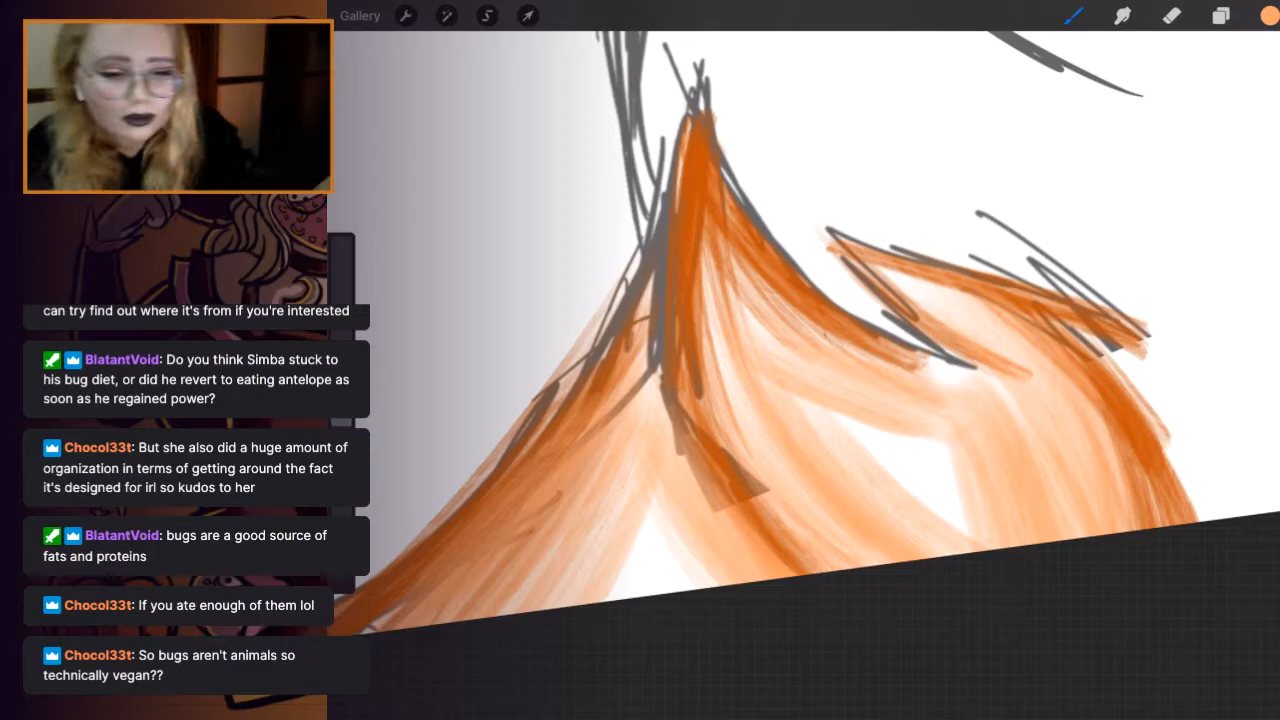 Gallery
can try find out where it's from if you're interested
BlatantVoid: Do you think Simba stuck to
his bug diet, or did he revert to eating antelope as
soon as he regained power?
Chocol33t: But she also did a huge amount of
organization in terms of getting around the fact
it's designed for irl so kudos to her
BlatantVoid: bugs are a good source of
fats and proteins
Chocol33t: If you ate enough of them lol
Chocol33t: So bugs aren't animals so
technically vegan??